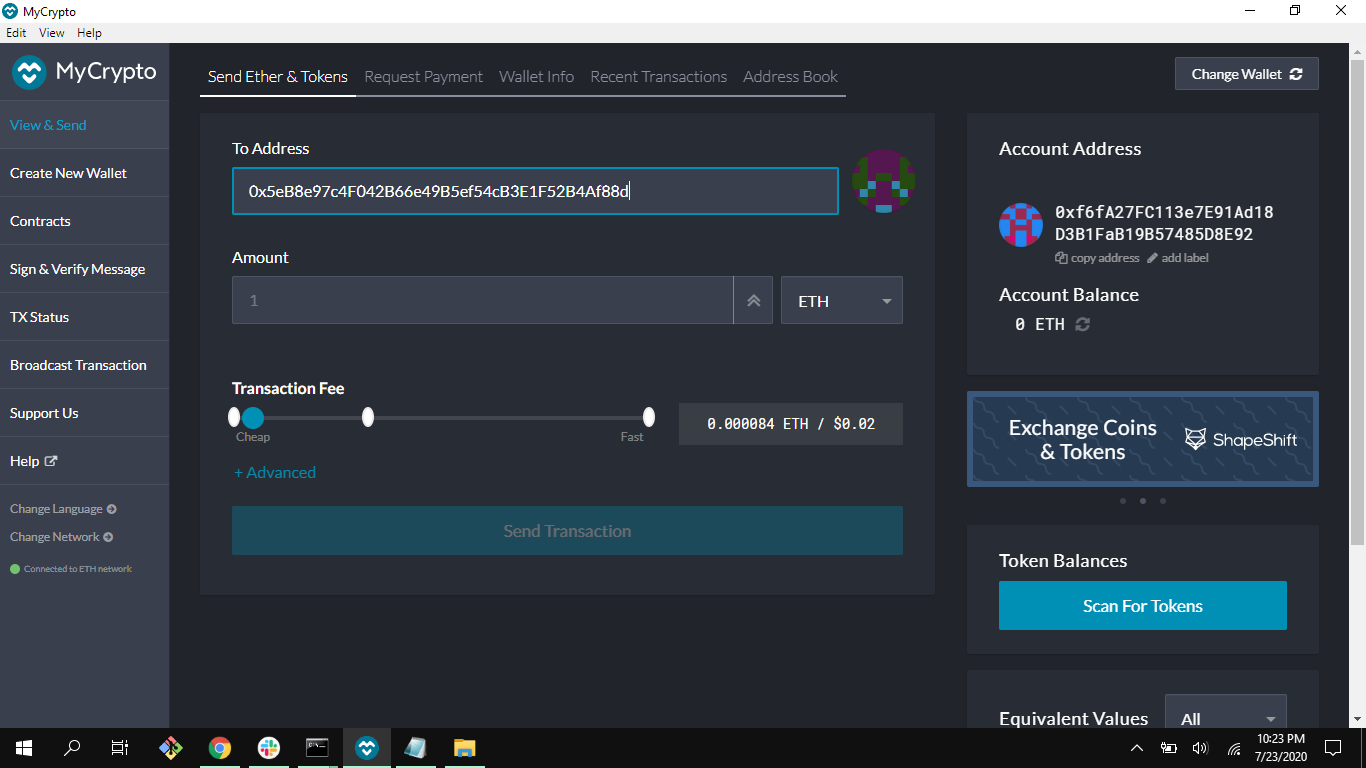 MyCrypto
Edit View Help
MyCrypto
View & Send
Create New Wallet
Contracts
Sign & Verify Message
TX Status
Broadcast Transaction
Support Us
Help
Change Language
Change Network
Connected to ETH network
Send Ether & Tokens Request Payment Wallet Info Recent Transactions Address Book
Change Wallet
To Address
0x5eB8e97c4F042B66e49B5ef54cB3E1F52B4Af88d
Amount
1
ETH
Transaction Fee
Cheap
Fast
0.000084 ETH / $0.02
+ Advanced
Send Transaction
Account Address
0xf6fA27FC113e7E91Ad18
D3B1FaB19B57485D8E92
copy address add label
Account Balance
0 ETH
Exchange Coins
& Tokens
ShapeShift
Token Balances
Scan For Tokens
Equivalent Values
All
10:23 PM
7/23/2020